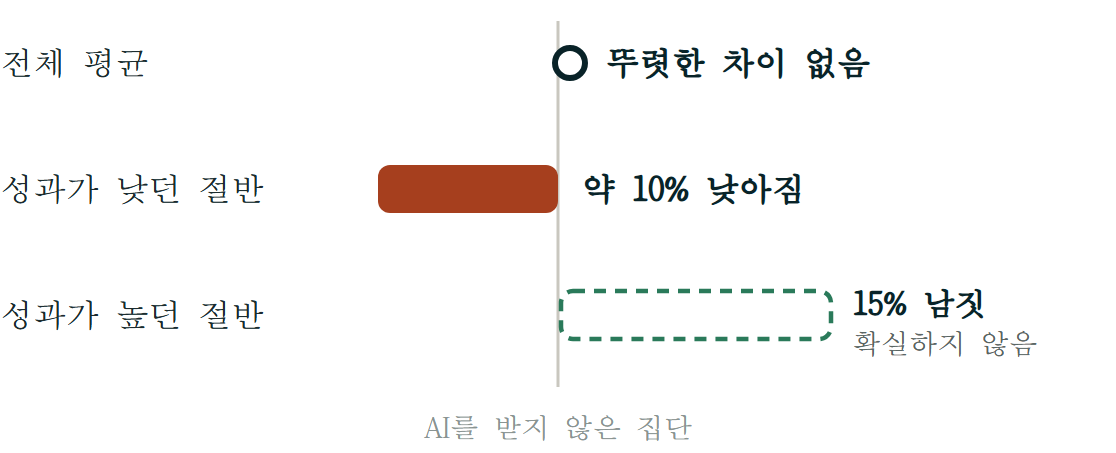 전체 평균
뚜렷한 차이 없음
성과가 낮던 절반
약 10% 낮아짐
성과가 높던 절반
15% 남짓
확실하지 않음
AI를 받지 않은 집단